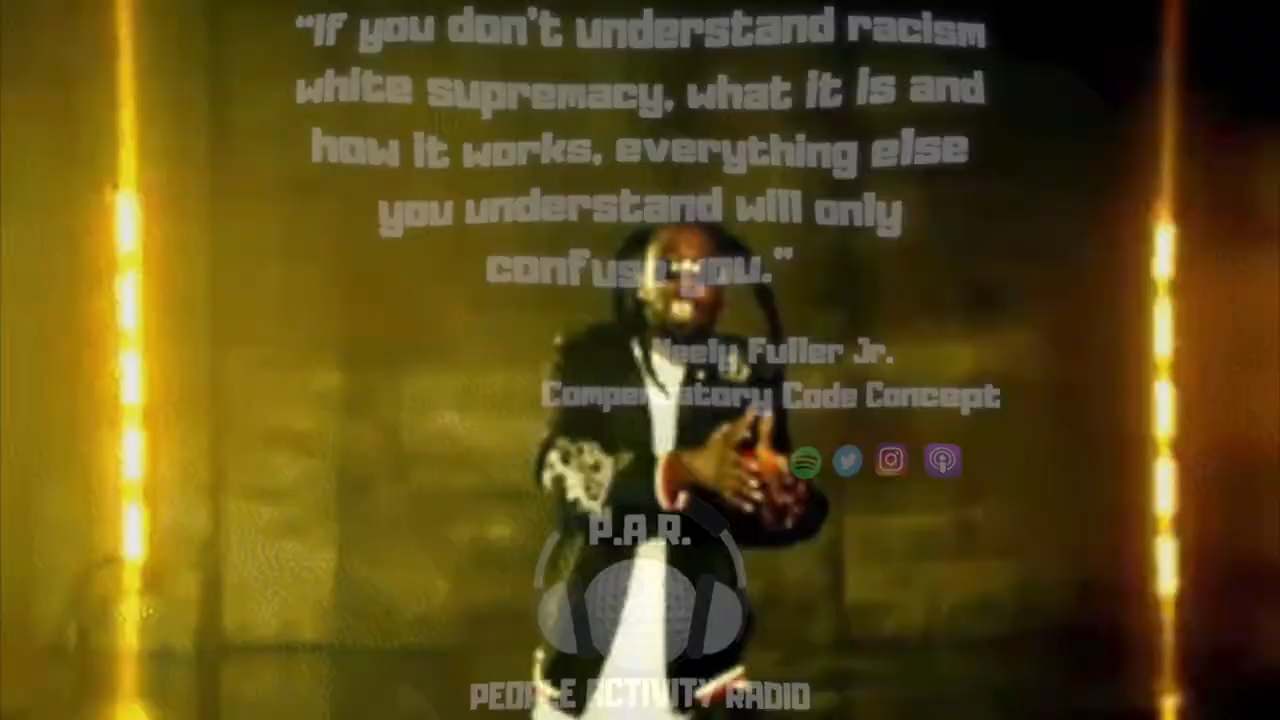 “If you don't understand racism
white supremacy, what it is and
how it works, everything else
you understand will only
confuse you.”
Neely Fuller Jr.
Compensatory Code Concept
P.A.R.
PEOPLE ACTIVITY RADIO